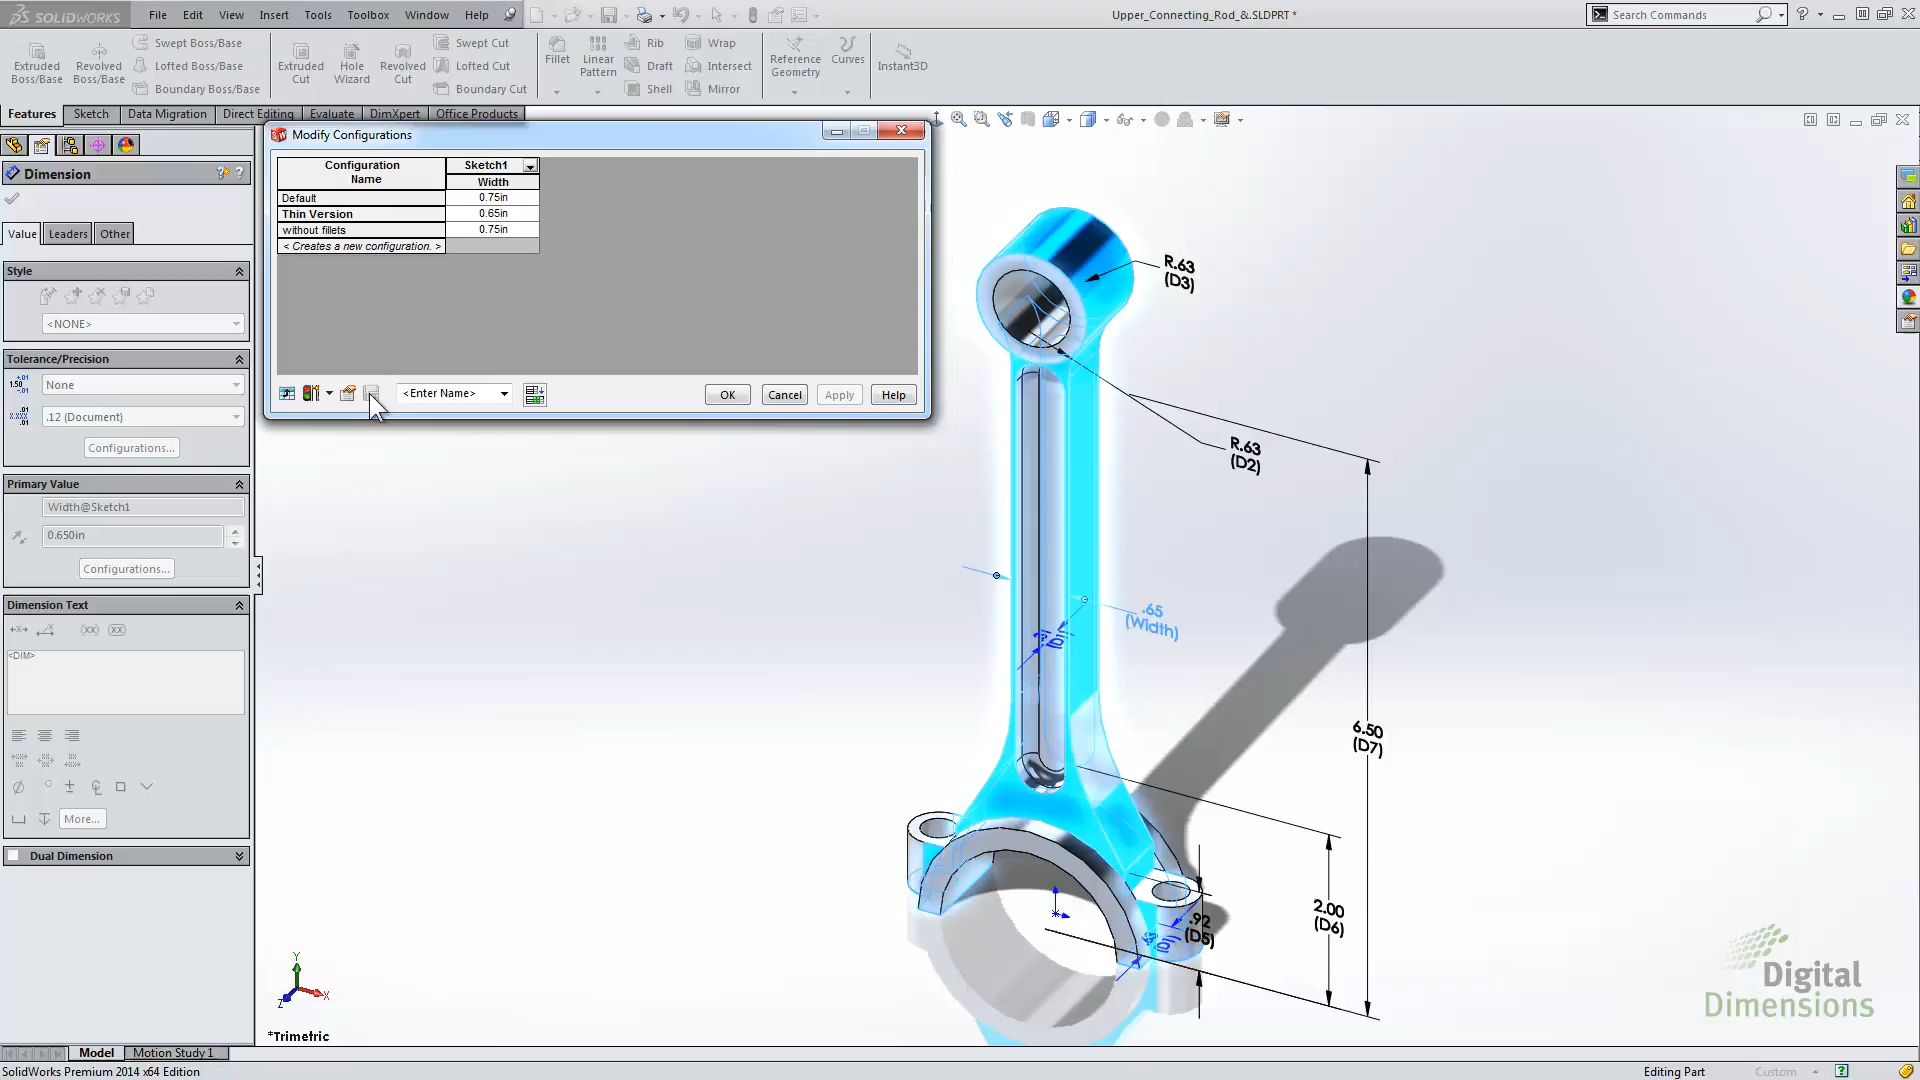 SOLIDWORKS
File Edit View Insert Tools Toolbox Window Help
Upper_Connecting_Rod_&.SLDPRT *
Search Commands
Extruded Boss/Base
Revolved Boss/Base
Swept Boss/Base
Lofted Boss/Base
Boundary Boss/Base
Extruded Cut
Hole Wizard
Revolved Cut
Swept Cut
Lofted Cut
Boundary Cut
Fillet
Linear Pattern
Rib
Draft
Shell
Wrap
Intersect
Mirror
Reference Geometry
Curves
Instant3D
Features Sketch Data Migration Direct Editing Evaluate DimXpert Office Products
Modify Configurations
Configuration Name
Sketch1
Width
Default 0.75in
Thin Version 0.65in
without fillets 0.75in
< Creates a new configuration. >
<Enter Name>
OK Cancel Apply Help
Dimension
Value Leaders Other
Style
<NONE>
Tolerance/Precision
None
.12 (Document)
Configurations...
Primary Value
Width@Sketch1
0.650in
Configurations...
Dimension Text
<DIM>
More...
Dual Dimension
R.63
(D3)
R.63
(D2)
.65
(Width)
6.50
(D7)
2.00
(D6)
.92
(D5)
Y
X
Z
*Trimetric
Digital
Dimensions
Model Motion Study 1
SolidWorks Premium 2014 x64 Edition
Editing Part
Custom